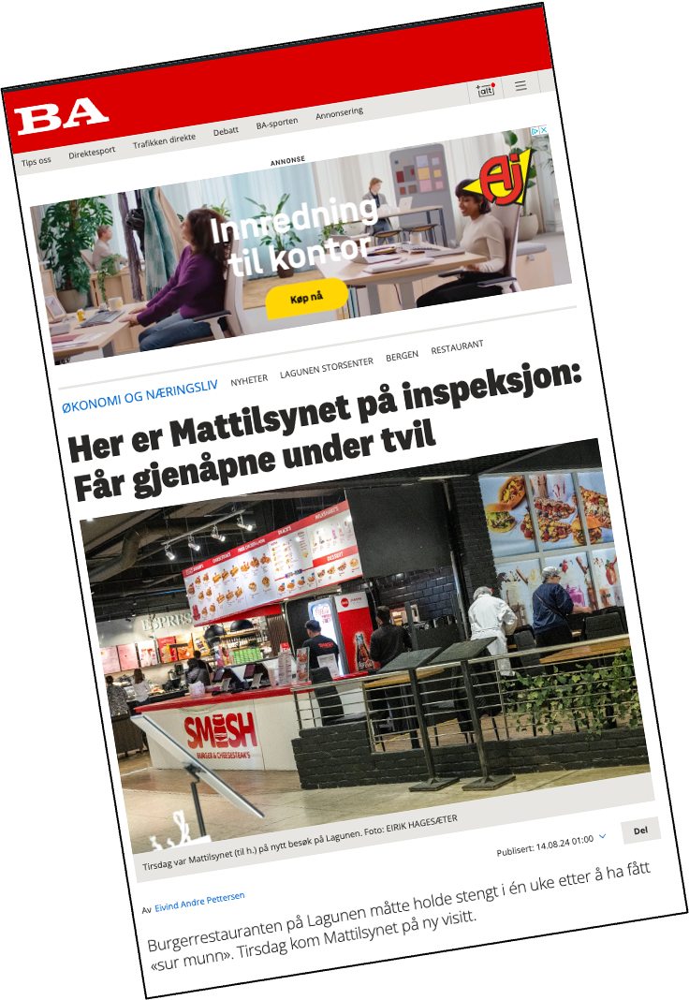 BA
+alt
Tips oss Direktesport Trafikken direkte Debatt BA-sporten Annonsering
ANNONSE
Aj
Innredning
til kontor
Kjøp nå
ØKONOMI OG NÆRINGSLIV NYHETER LAGUNEN STORSENTER BERGEN RESTAURANT
Her er Mattilsynet på inspeksjon:
Får gjenåpne under tvil
SNACK'S
MILKSHAKE'S
DESSERT
SMASH
BURGER & CHEESESTEAK'S
Tirsdag var Mattilsynet (til h.) på nytt besøk på Lagunen. Foto: EIRIK HAGESÆTER
Publisert: 14.08.24 01:00
Del
Av Eivind Andre Pettersen
Burgerrestauranten på Lagunen måtte holde stengt i én uke etter å ha fått
«sur munn». Tirsdag kom Mattilsynet på ny visitt.